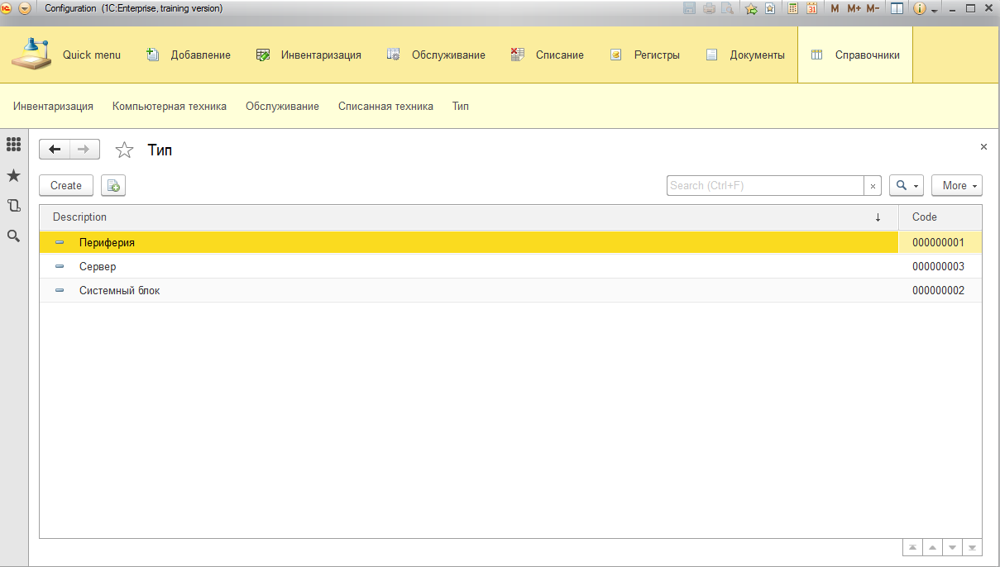 Configuration (1C:Enterprise, training version)
M M+ M-
31
Quick menu Добавление Инвентаризация Обслуживание Списание Регистры Документы Справочники
Инвентаризация Компьютерная техника Обслуживание Списанная техника Тип
Тип
Create Search (Ctrl+F) More
Description Code
Периферия 000000001
Сервер 000000003
Системный блок 000000002